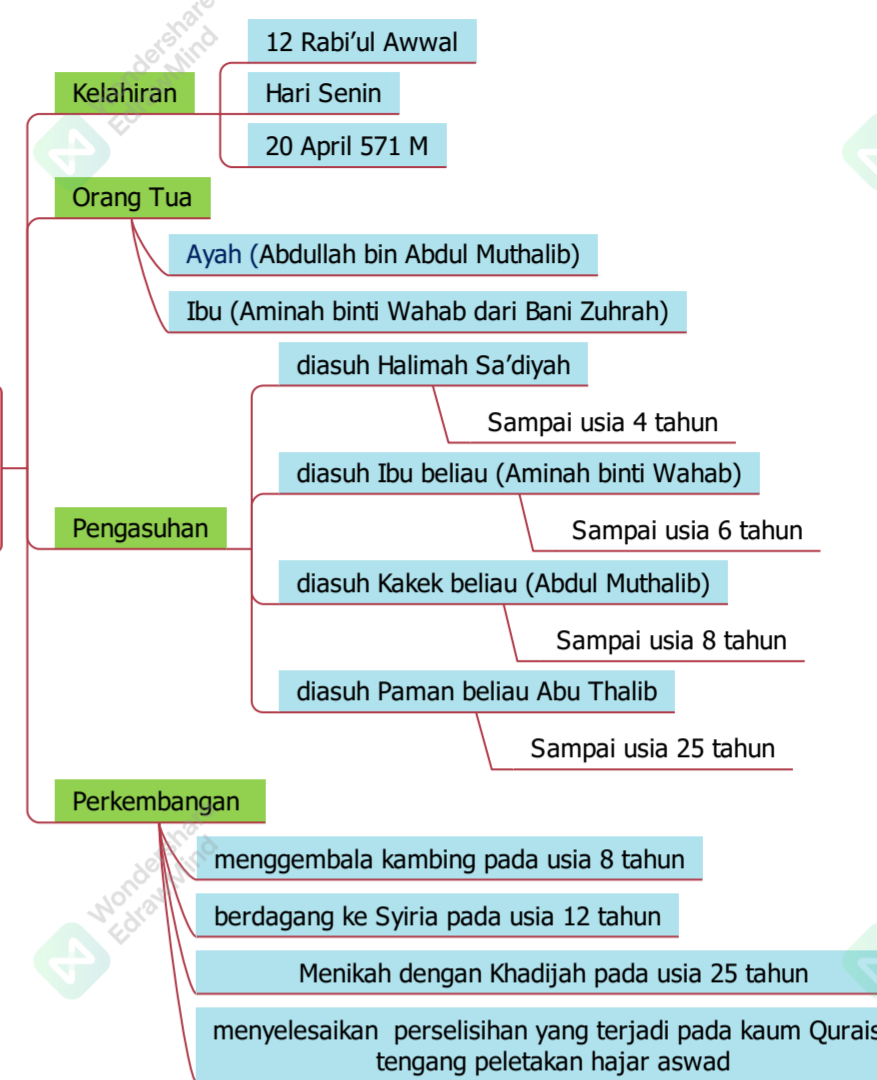 12 Rabi’ul Awwal
Kelahiran
Hari Senin
20 April 571 M
Orang Tua
Ayah (Abdullah bin Abdul Muthalib)
Ibu (Aminah binti Wahab dari Bani Zuhrah)
diasuh Halimah Sa’diyah
Sampai usia 4 tahun
diasuh Ibu beliau (Aminah binti Wahab)
Pengasuhan
Sampai usia 6 tahun
diasuh Kakek beliau (Abdul Muthalib)
Sampai usia 8 tahun
diasuh Paman beliau Abu Thalib
Sampai usia 25 tahun
Perkembangan
menggembala kambing pada usia 8 tahun
berdagang ke Syiria pada usia 12 tahun
Menikah dengan Khadijah pada usia 25 tahun
menyelesaikan perselisihan yang terjadi pada kaum Qurais
tengang peletakan hajar aswad
Wondershare
EdrawMind
Wondershare
EdrawMind